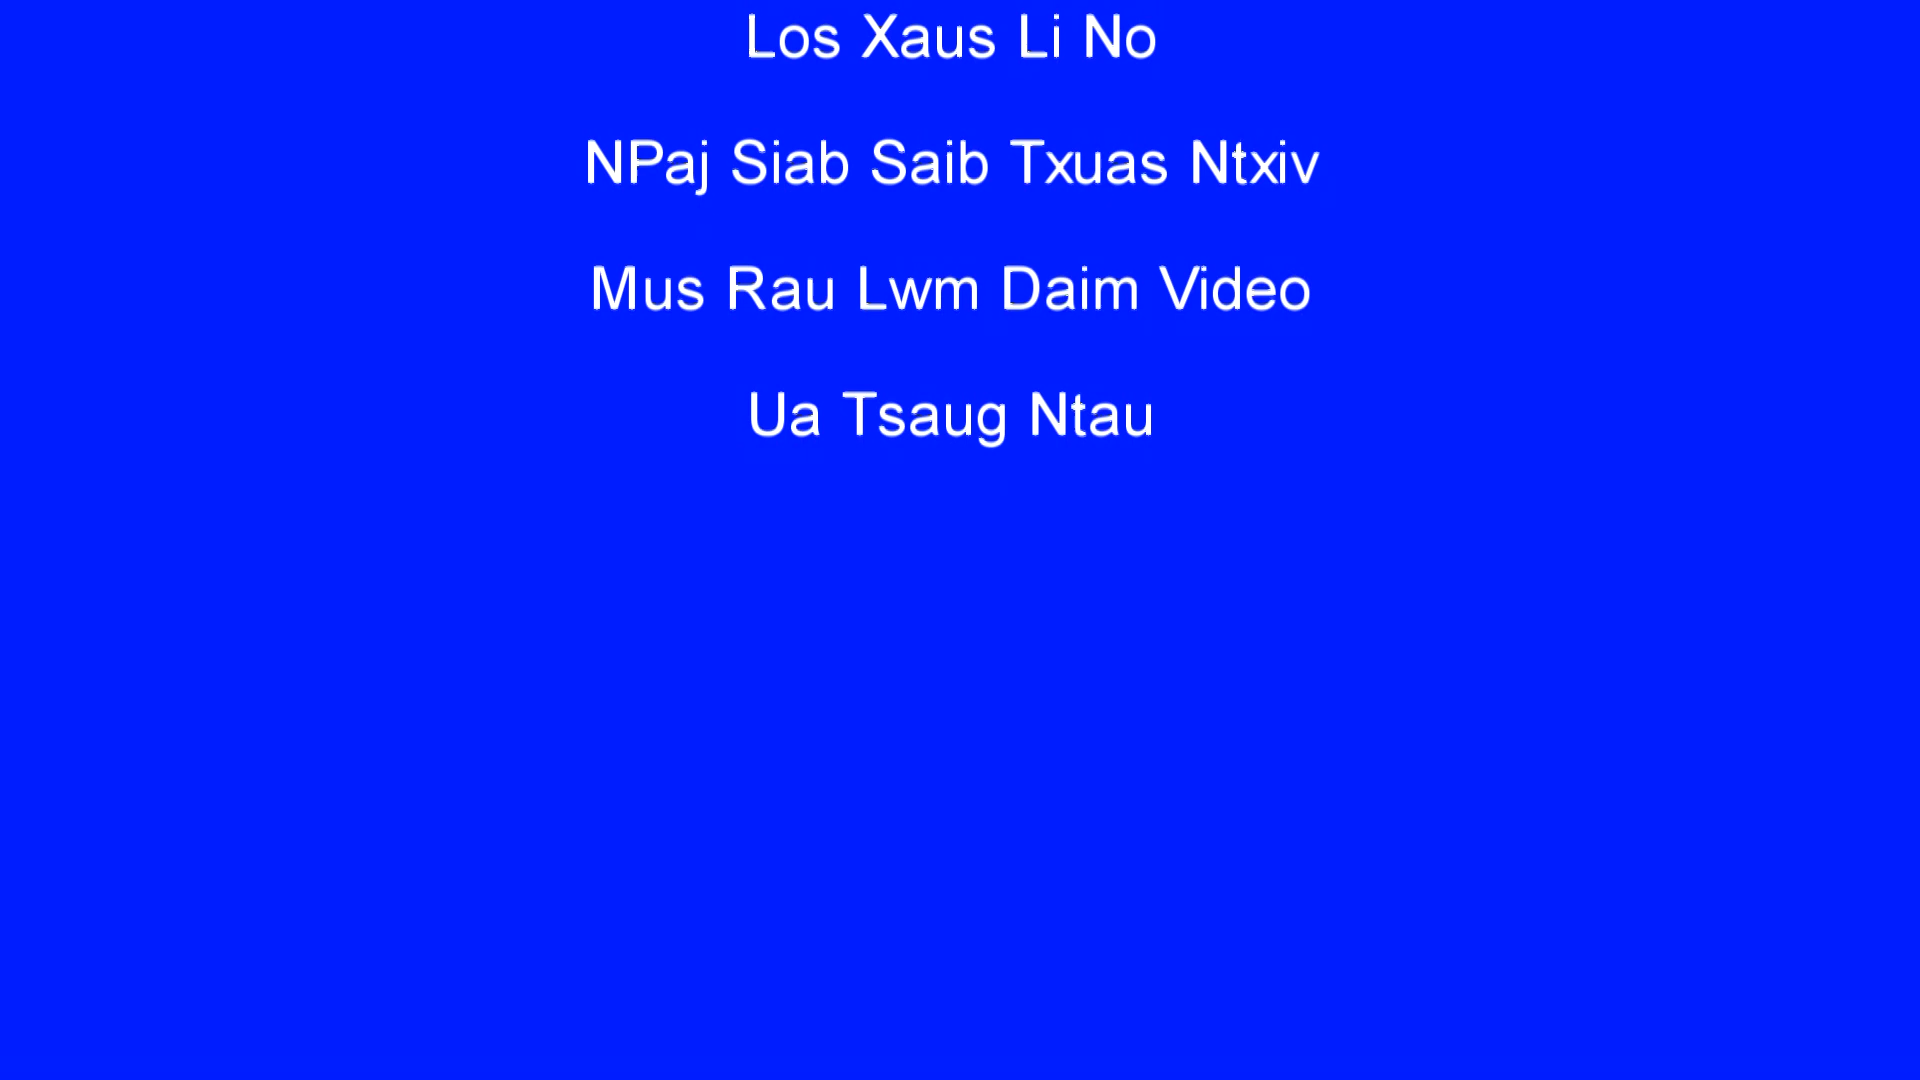 Los Xaus Li No
NPaj Siab Saib Txuas Ntxiv
Mus Rau Lwm Daim Video
Ua Tsaug Ntau